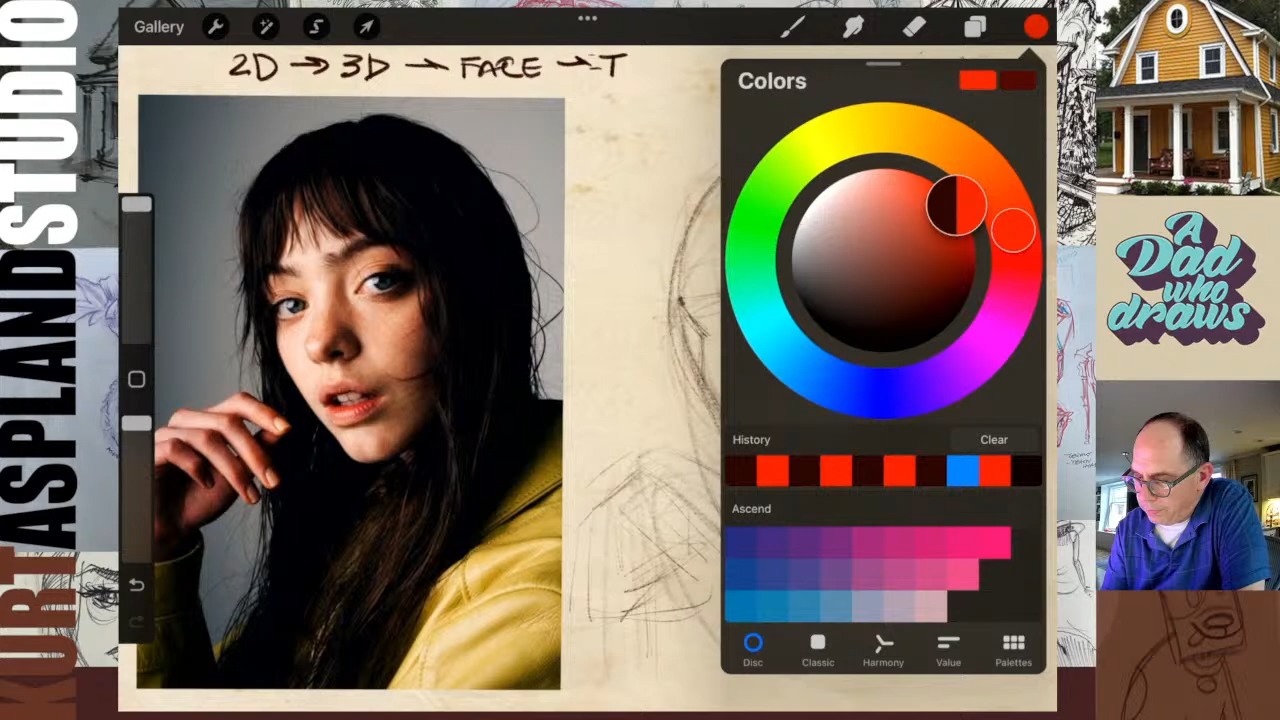 KURT ASPLAND STUDIO
Gallery
2D → 3D → FACE → T
Colors
History
Clear
Ascend
Disc
Classic
Harmony
Value
Palettes
A
Dad
who
draws